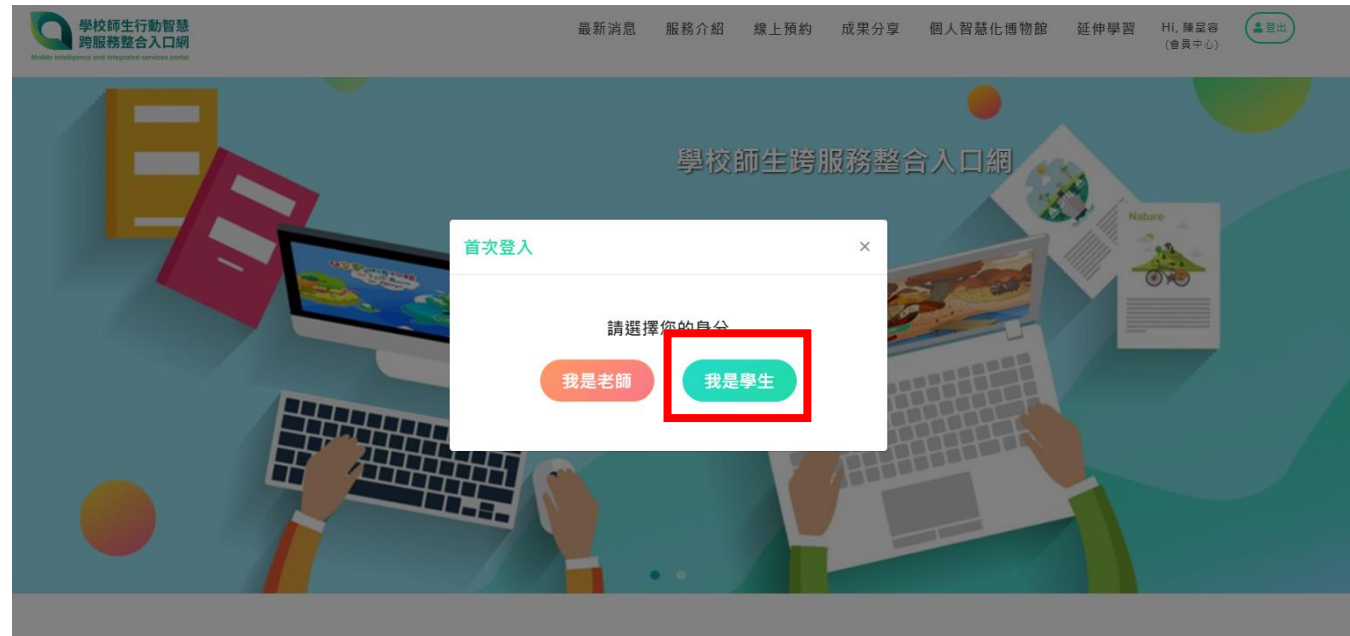 學校師生行動智慧
跨服務整合入口網
Mobile intelligence and integrated services portal
最新消息 服務介紹 線上預約 成果分享 個人智慧化博物館 延伸學習 Hi, 陳呈容 登出
(會員中心)
學校師生跨服務整合入口網
Nature
首次登入 ×
請選擇您的身分
我是老師 我是學生